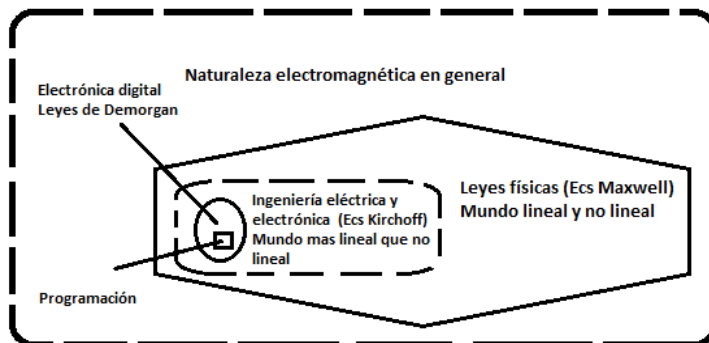 Naturaleza electromagnética en general
Electrónica digital
Leyes de Demorgan
Leyes físicas (Ecs Maxwell)
Mundo lineal y no lineal
Ingeniería eléctrica y
electrónica (Ecs Kirchoff)
Mundo mas lineal que no
lineal
Programación